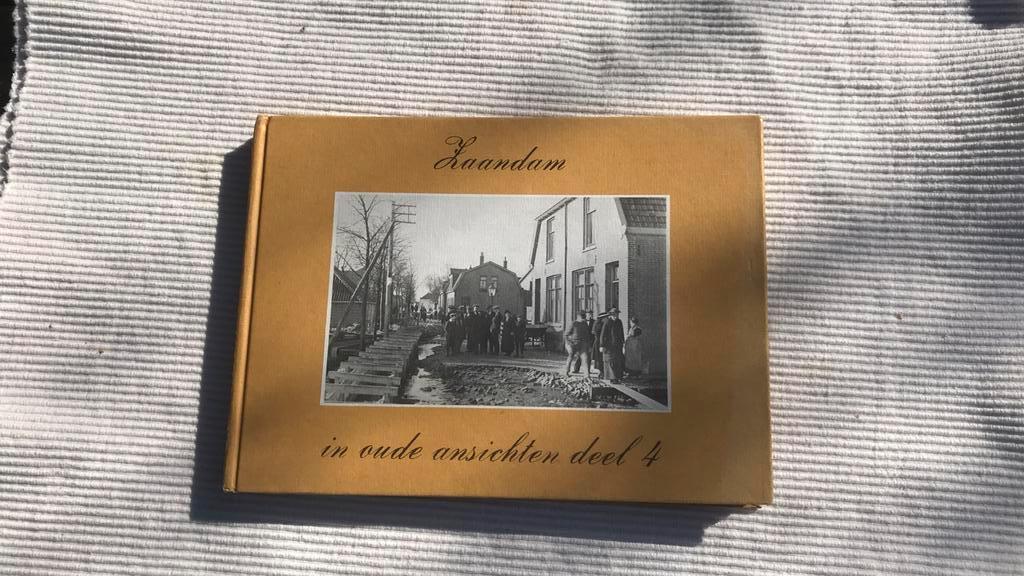 Zaandam
in oude ansichten deel 4